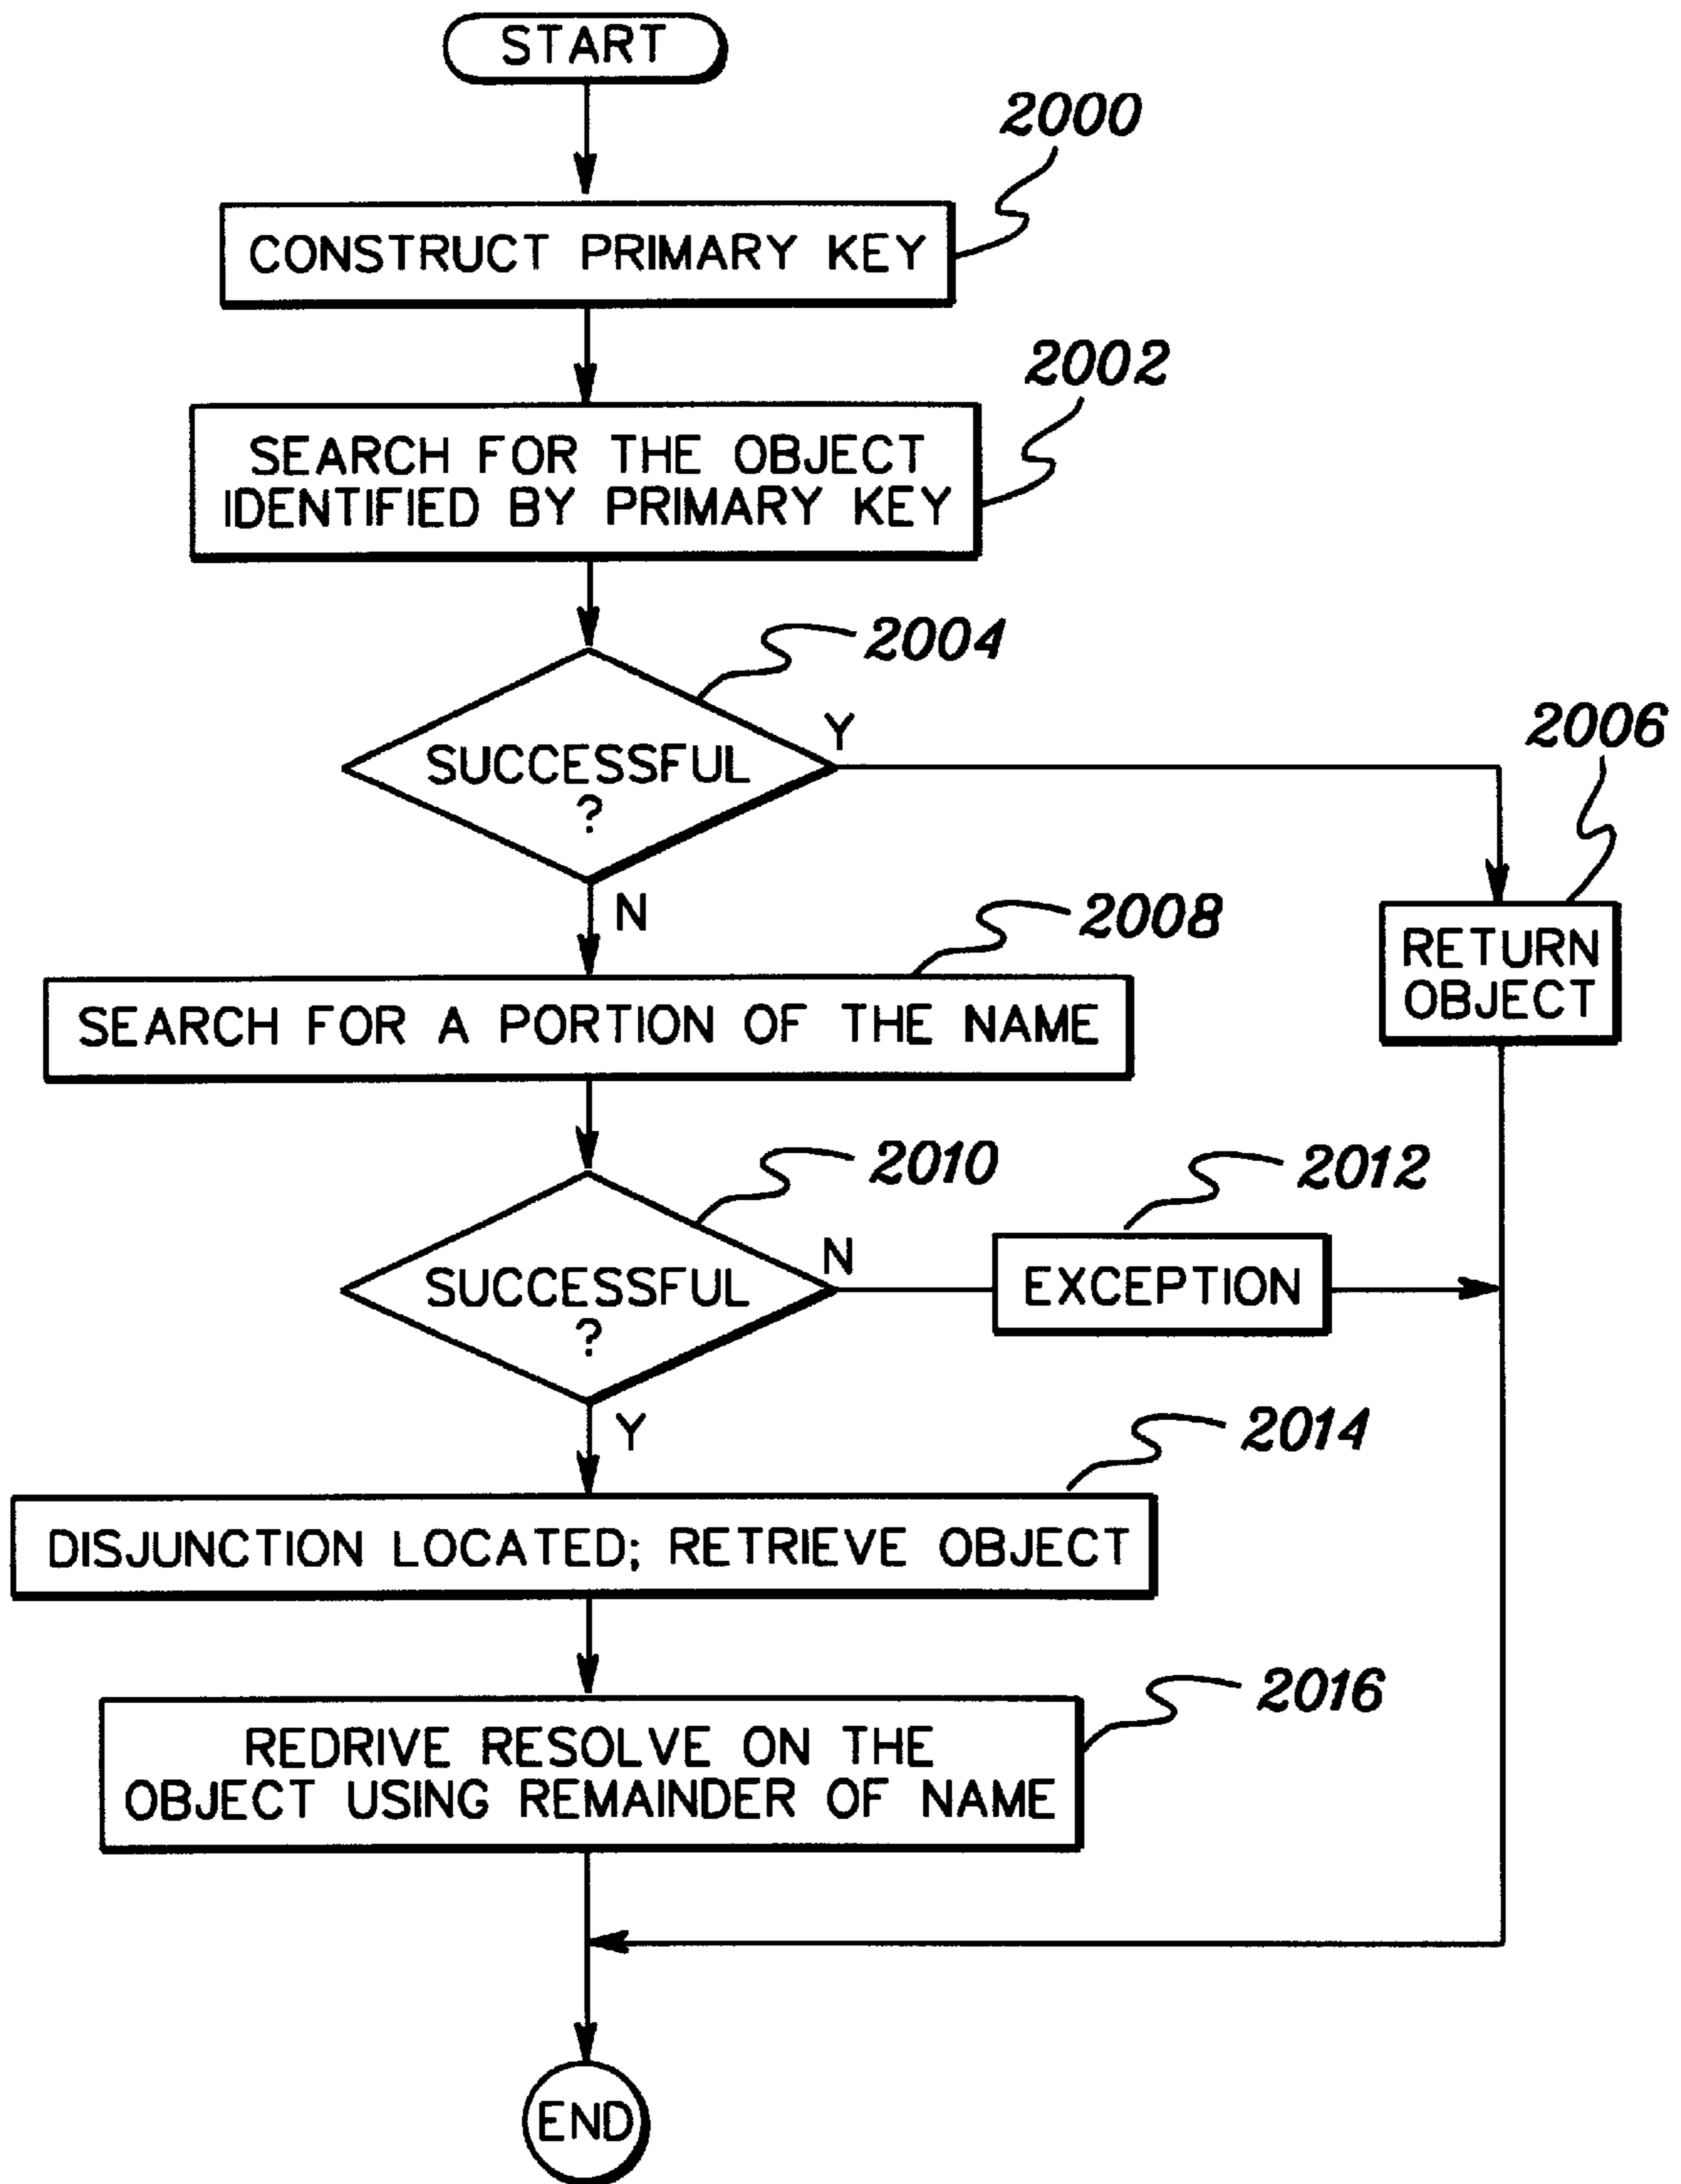 START
2000
CONSTRUCT PRIMARY KEY
2002
SEARCH FOR THE OBJECT
IDENTIFIED BY PRIMARY KEY
2004
SUCCESSFUL
?
Y
2006
RETURN
OBJECT
N
2008
SEARCH FOR A PORTION OF THE NAME
2010
SUCCESSFUL
?
N
2012
EXCEPTION
Y
2014
DISJUNCTION LOCATED; RETRIEVE OBJECT
2016
REDRIVE RESOLVE ON THE
OBJECT USING REMAINDER OF NAME
END